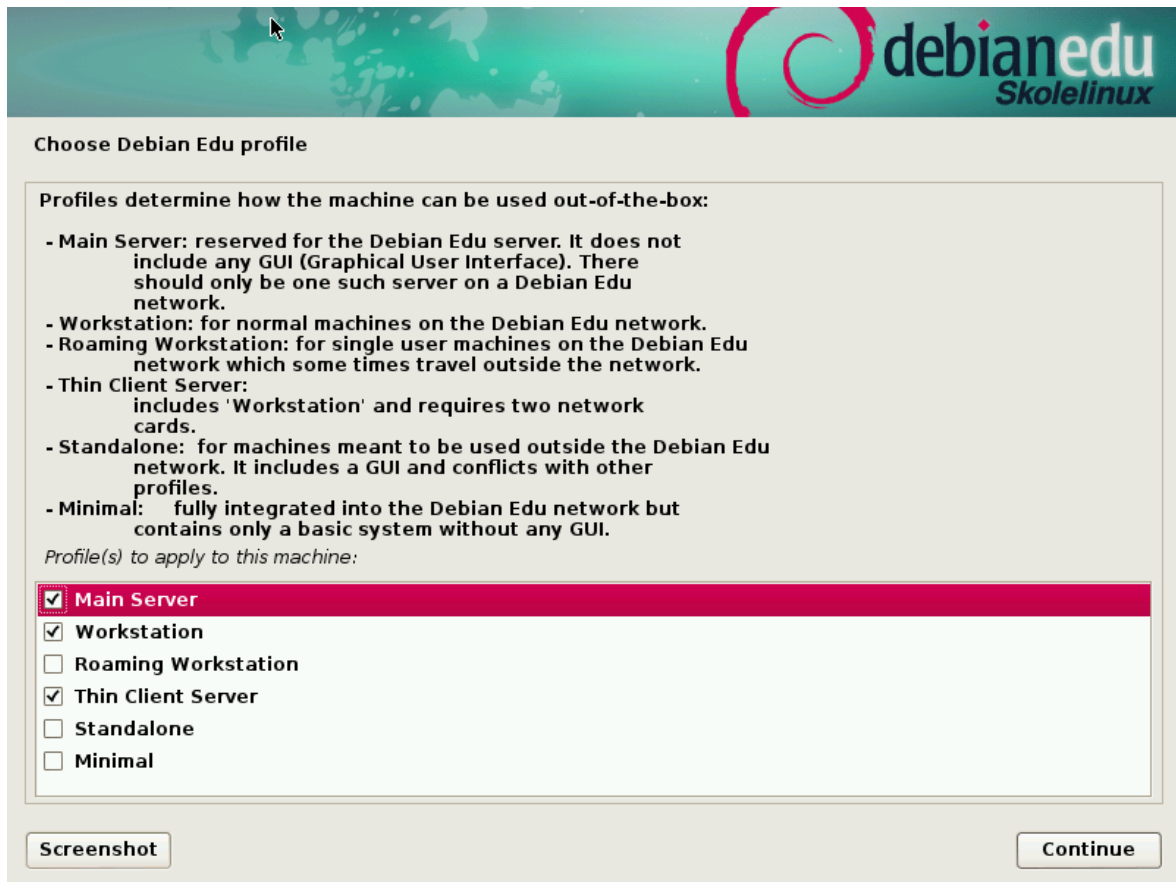 debianedu
Skolelinux
Choose Debian Edu profile
Profiles determine how the machine can be used out-of-the-box:
- Main Server: reserved for the Debian Edu server. It does not
include any GUI (Graphical User Interface). There
should only be one such server on a Debian Edu
network.
- Workstation: for normal machines on the Debian Edu network.
- Roaming Workstation: for single user machines on the Debian Edu
network which some times travel outside the network.
- Thin Client Server:
includes 'Workstation' and requires two network
cards.
- Standalone: for machines meant to be used outside the Debian Edu
network. It includes a GUI and conflicts with other
profiles.
- Minimal: fully integrated into the Debian Edu network but
contains only a basic system without any GUI.
Profile(s) to apply to this machine:
Main Server
Workstation
Roaming Workstation
Thin Client Server
Standalone
Minimal
Screenshot
Continue